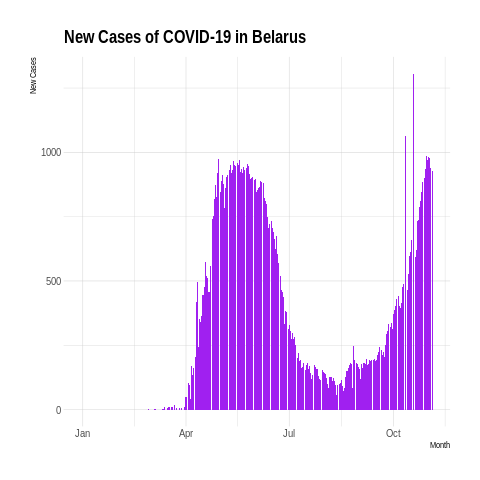 New Cases of COVID-19 in Belarus
New Cases
1000
500
0
Jan Apr Jul Oct
Month